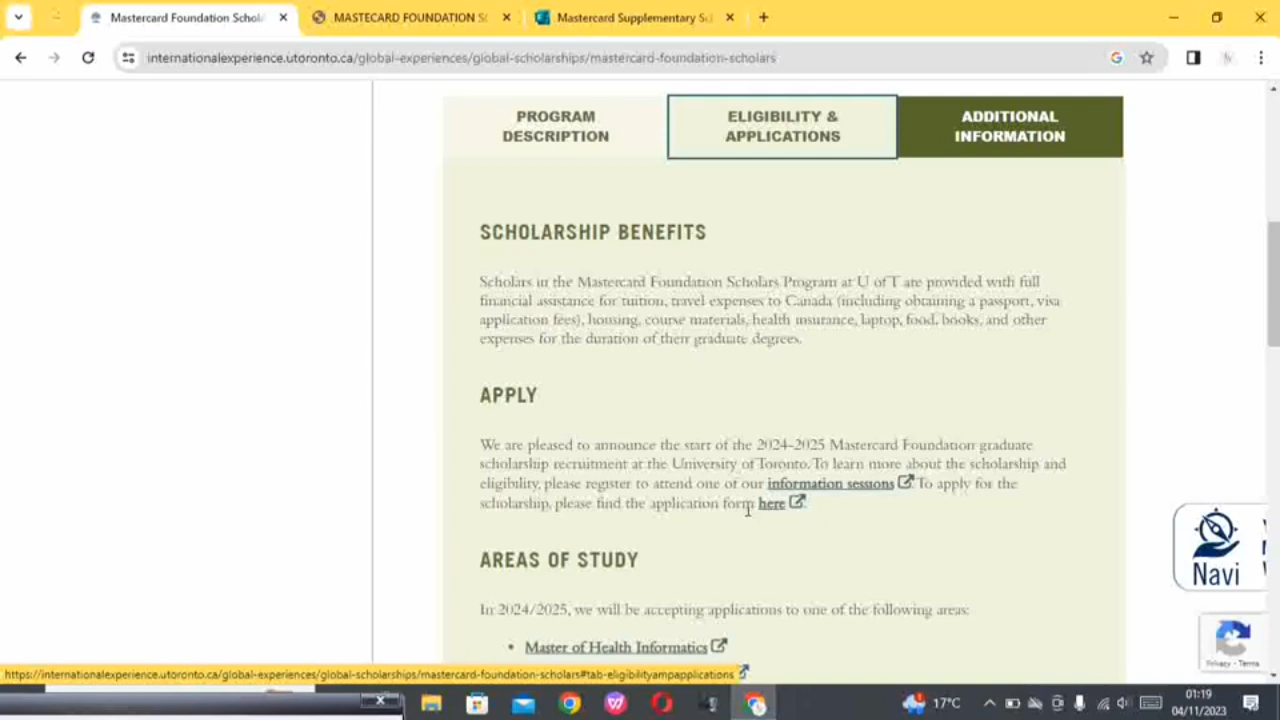 Mastercard Foundation Schola
MASTECARD FOUNDATION S
Mastercard Supplementary Sc
internationalexperience.utoronto.ca/global-experiences/global-scholarships/mastercard-foundation-scholars
PROGRAM
DESCRIPTION
ELIGIBILITY &
APPLICATIONS
ADDITIONAL
INFORMATION
SCHOLARSHIP BENEFITS
Scholars in the Mastercard Foundation Scholars Program at U of T are provided with full
financial assistance for tuition, travel expenses to Canada (including obtaining a passport, visa
application fees), housing, course materials, health insurance, laptop, food, books, and other
expenses for the duration of their graduate degrees.
APPLY
We are pleased to announce the start of the 2024-2025 Mastercard Foundation graduate
scholarship recruitment at the University of Toronto. To learn more about the scholarship and
eligibility, please register to attend one of our information sessions. To apply for the
scholarship, please find the application form here.
AREAS OF STUDY
In 2024/2025, we will be accepting applications to one of the following areas:
• Master of Health Informatics
Navi
Privacy - Terms
https://internationalexperience.utoronto.ca/global-experiences/global-scholarships/mastercard-foundation-scholars#tab-eligibilityampapplications
17°C
01:19
04/11/2023